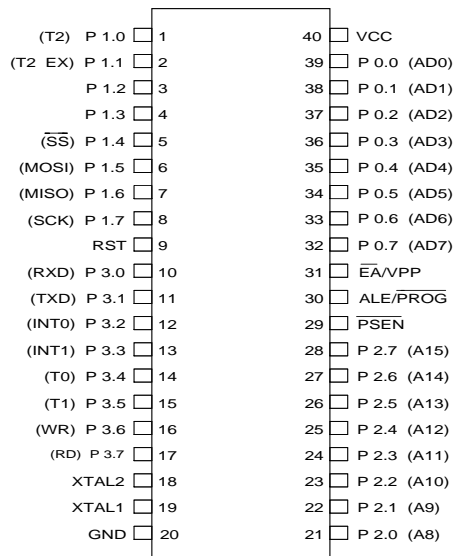 (T2) P 1.0 1 40 VCC
(T2 EX) P 1.1 2 39 P 0.0 (AD0)
P 1.2 3 38 P 0.1 (AD1)
P 1.3 4 37 P 0.2 (AD2)
(SS) P 1.4 5 36 P 0.3 (AD3)
(MOSI) P 1.5 6 35 P 0.4 (AD4)
(MISO) P 1.6 7 34 P 0.5 (AD5)
(SCK) P 1.7 8 33 P 0.6 (AD6)
RST 9 32 P 0.7 (AD7)
(RXD) P 3.0 10 31 EA/VPP
(TXD) P 3.1 11 30 ALE/PROG
(INT0) P 3.2 12 29 PSEN
(INT1) P 3.3 13 28 P 2.7 (A15)
(T0) P 3.4 14 27 P 2.6 (A14)
(T1) P 3.5 15 26 P 2.5 (A13)
(WR) P 3.6 16 25 P 2.4 (A12)
(RD) P 3.7 17 24 P 2.3 (A11)
XTAL2 18 23 P 2.2 (A10)
XTAL1 19 22 P 2.1 (A9)
GND 20 21 P 2.0 (A8)